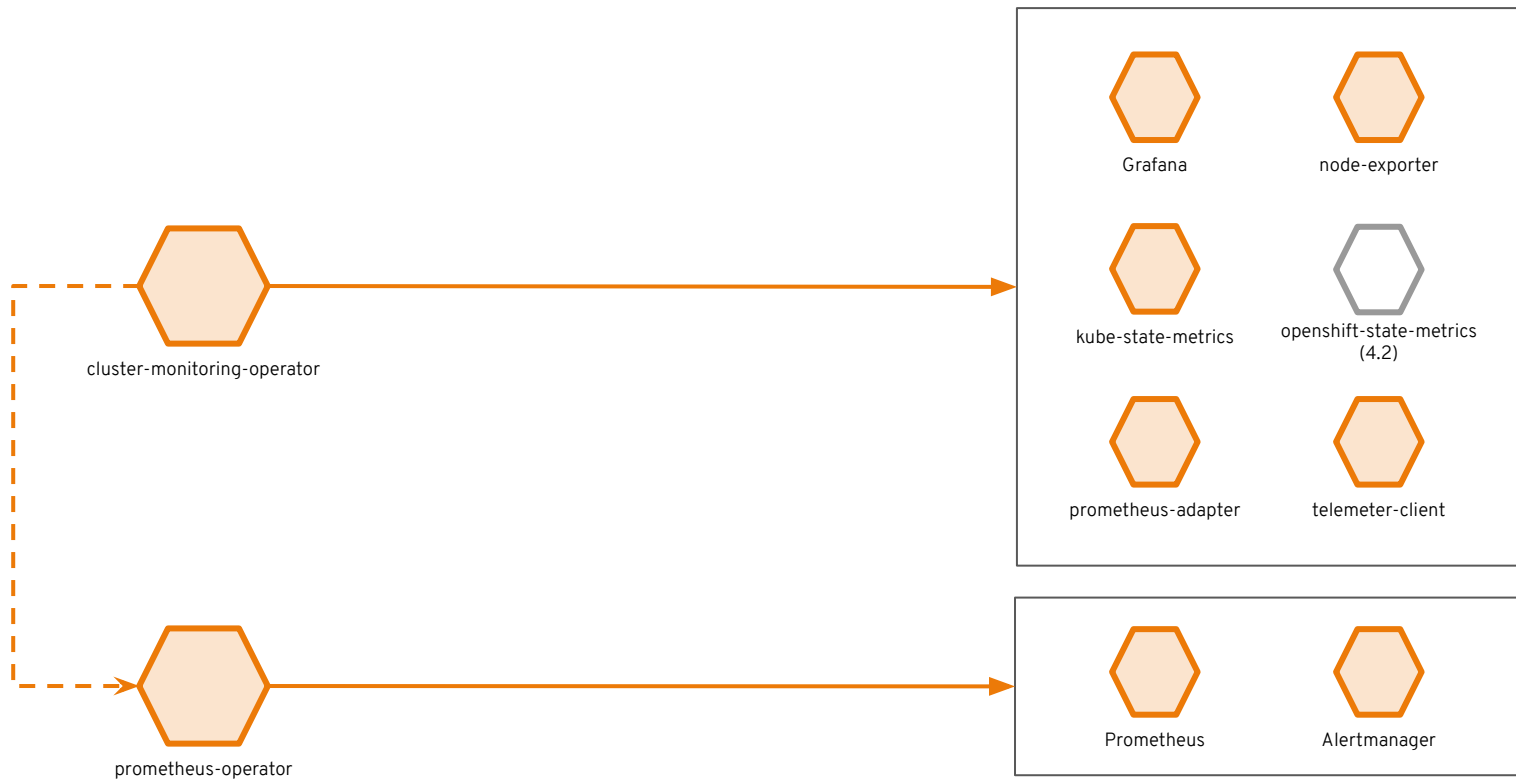 Grafana
node-exporter
kube-state-metrics
openshift-state-metrics
(4.2)
cluster-monitoring-operator
prometheus-adapter
telemeter-client
Prometheus
Alertmanager
prometheus-operator